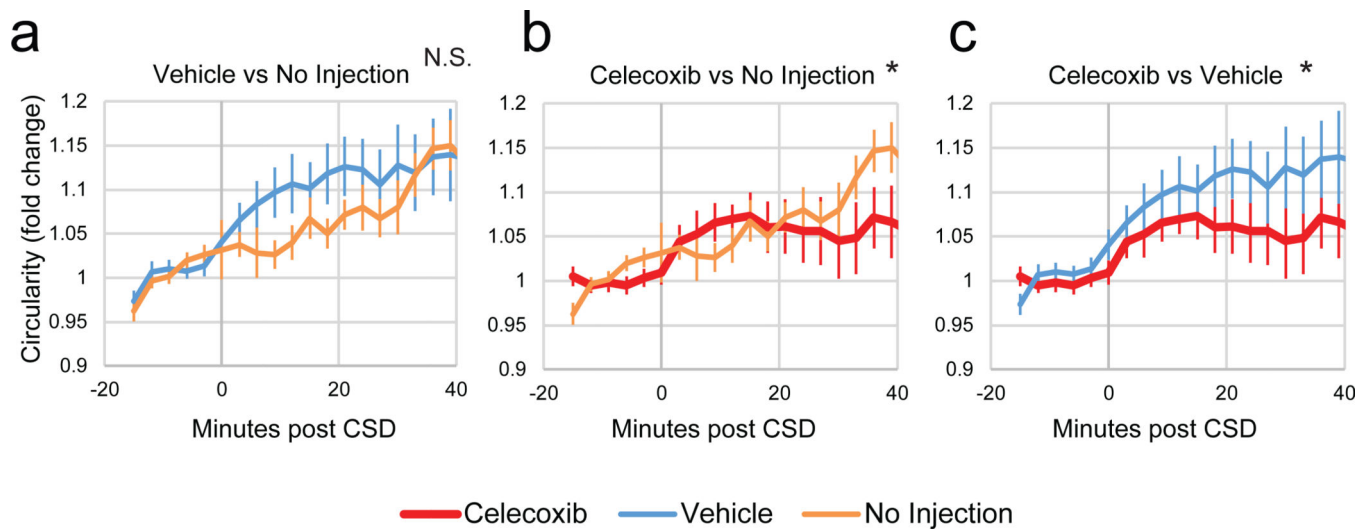 a
Vehicle vs No Injection N.S.
Circularity (fold change)
1.2
1.15
1.1
1.05
1
0.95
0.9
-20 0 20 40
Minutes post CSD
b
Celecoxib vs No Injection *
1.2
1.15
1.1
1.05
1
0.95
0.9
-20 0 20 40
Minutes post CSD
c
Celecoxib vs Vehicle *
1.2
1.15
1.1
1.05
1
0.95
0.9
-20 0 20 40
Minutes post CSD
Celecoxib Vehicle No Injection